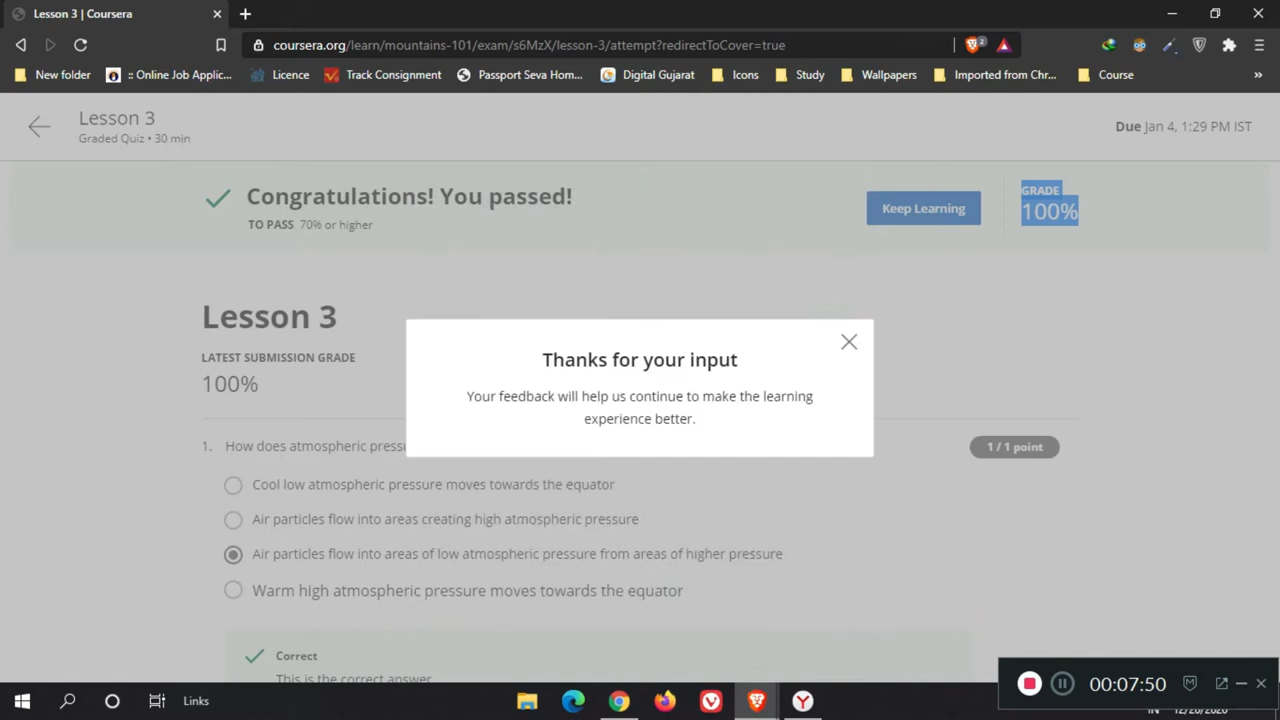 Lesson 3 | Coursera
coursera.org/learn/mountains-101/exam/s6MzX/lesson-3/attempt?redirectToCover=true
2
New folder
:: Online Job Applic...
Licence
Track Consignment
Passport Seva Hom...
Digital Gujarat
Icons
Study
Wallpapers
Imported from Chr...
Course
»
Lesson 3
Graded Quiz • 30 min
Due Jan 4, 1:29 PM IST
Congratulations! You passed!
TO PASS 70% or higher
Keep Learning
GRADE
100%
Lesson 3
LATEST SUBMISSION GRADE
100%
Thanks for your input
Your feedback will help us continue to make the learning
experience better.
1. How does atmospheric
1 / 1 point
Cool low atmospheric pressure moves towards the equator
Air particles flow into areas creating high atmospheric pressure
Air particles flow into areas of low atmospheric pressure from areas of higher pressure
Warm high atmospheric pressure moves towards the equator
Correct
This is the correct answer
00:07:50
Links